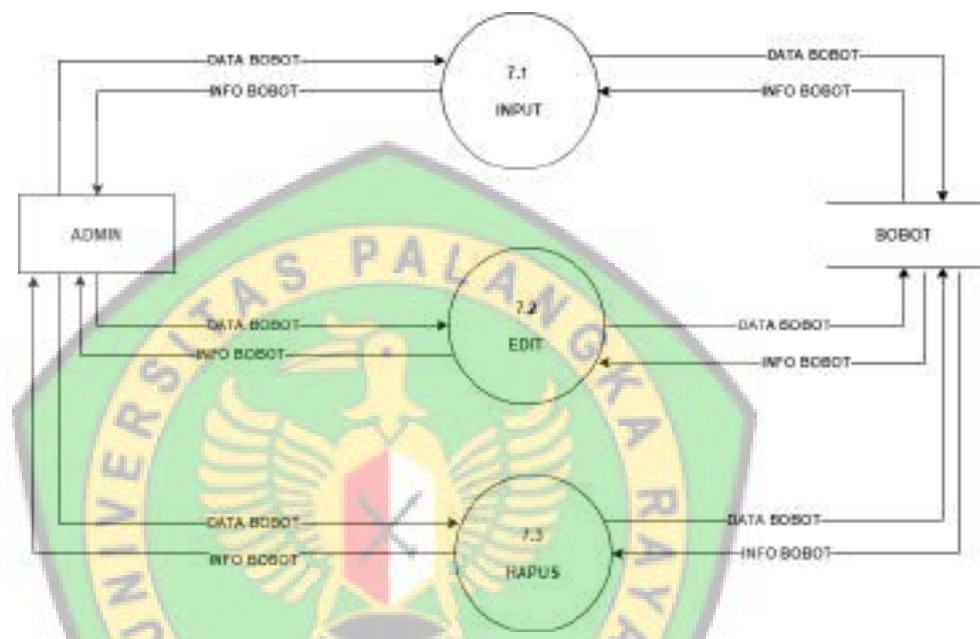 DATA BOBOT
DATA BOBOT
7.1
INFO BOBOT
INFO BOBOT
INPUT
ADMIN
BOBOT
UNIVERSITAS PALANGKA RAYA
7.2
DATA BOBOT
DATA BOBOT
EDIT
INFO BOBOT
INFO BOBOT
DATA BOBOT
DATA BOBOT
7.3
INFO BOBOT
INFO BOBOT
HAPUS